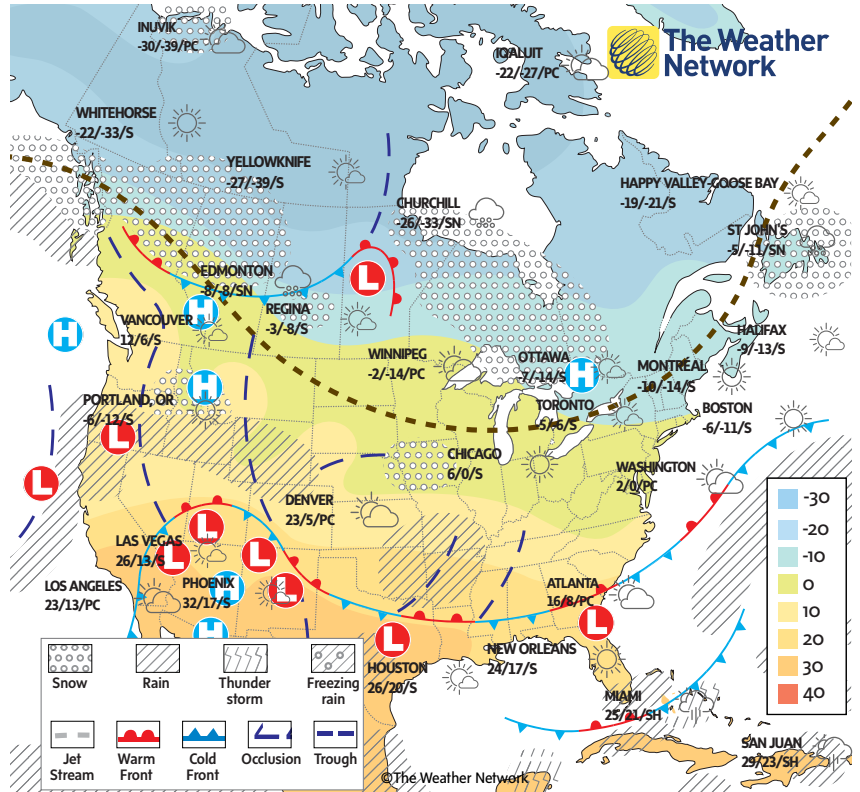 INUVIK
-30/-39/PC
IQALUIT
-22/-27/PC
The Weather
Network
WHITEHORSE
-22/-33/S
YELLOWKNIFE
-27/-39/S
HAPPY VALLEY-GOOSE BAY
-19/-21/S
CHURCHILL
-26/-33/SN
ST JOHN'S
-5/-11/SN
EDMONTON
-8/-8/SN
L
H
REGINA
-3/-8/S
VANCOUVER
12/6/S
H
HALIFAX
-9/-13/S
WINNIPEG
-2/-14/PC
OTTAWA
-7/-14/S
H
MONTREAL
-10/-14/S
H
PORTLAND, OR
-6/-12/S
TORONTO
-5/-6/S
BOSTON
-6/-11/S
L
CHICAGO
6/0/S
WASHINGTON
2/0/PC
L
DENVER
23/5/PC
-30
-20
-10
0
10
20
30
40
L
LAS VEGAS
26/13/S
L
L
LOS ANGELES
23/13/PC
PHOENIX
32/17/S
H
L
ATLANTA
16/8/PC
L
H
L
NEW ORLEANS
24/17/S
HOUSTON
26/20/S
MIAMI
25/21/SH
SAN JUAN
29/23/SH
Snow
Rain
Thunder
storm
Freezing
rain
Jet
Stream
Warm
Front
Cold
Front
Occlusion
Trough
©The Weather Network